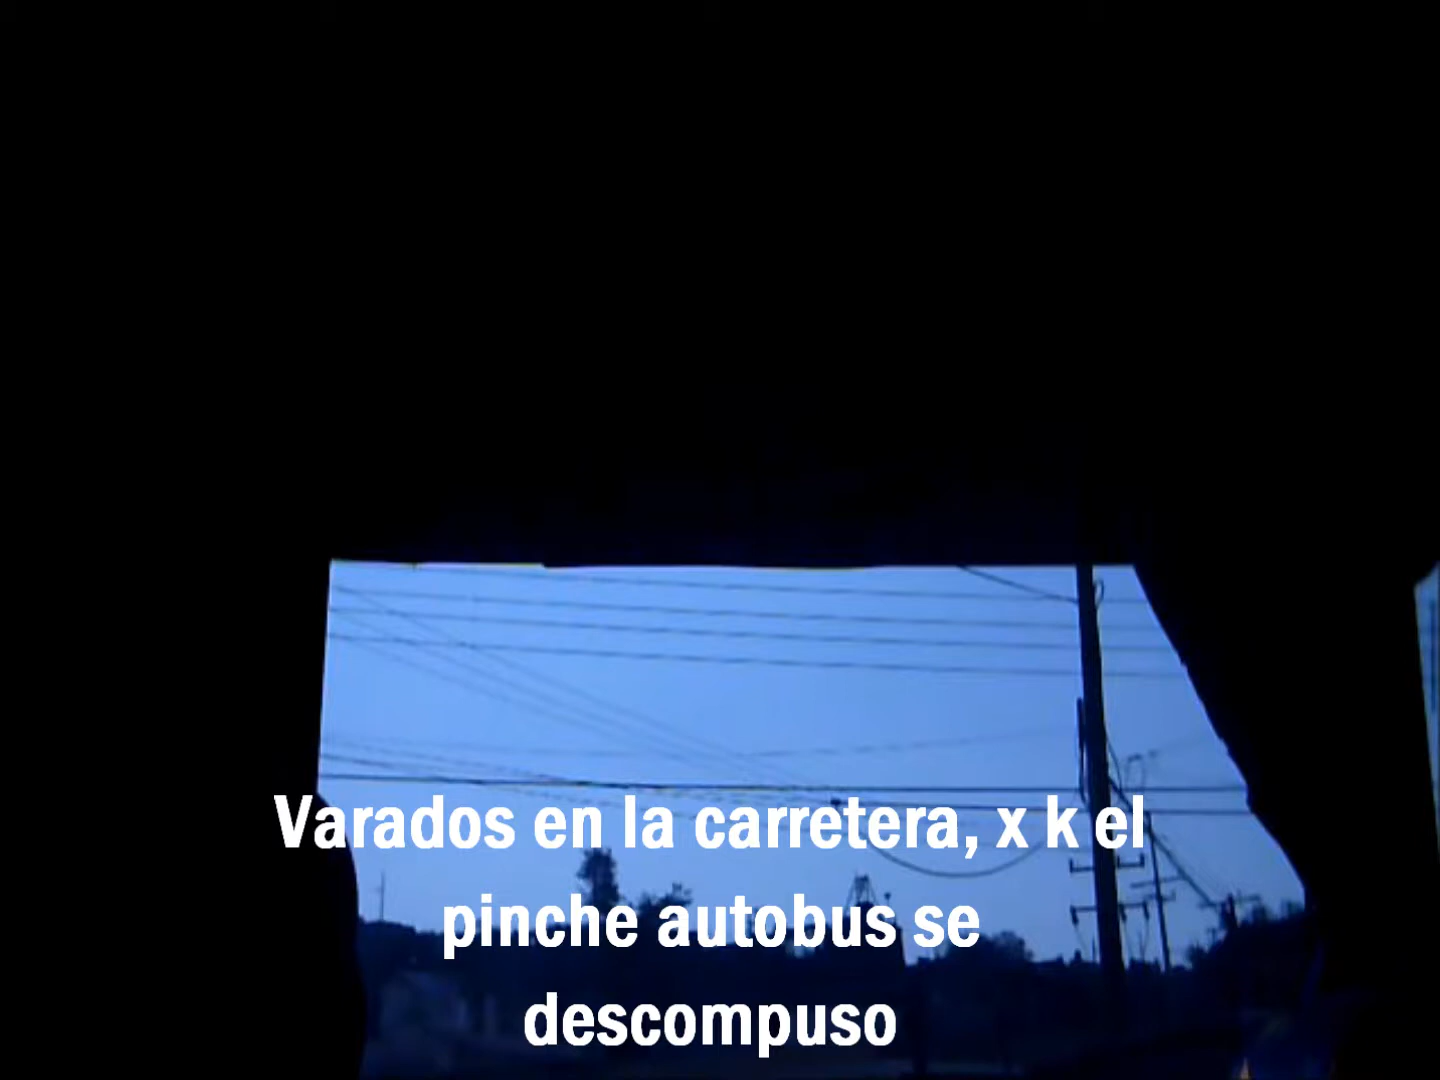 Varados en la carretera, x k el
pinche autobus se
descompuso